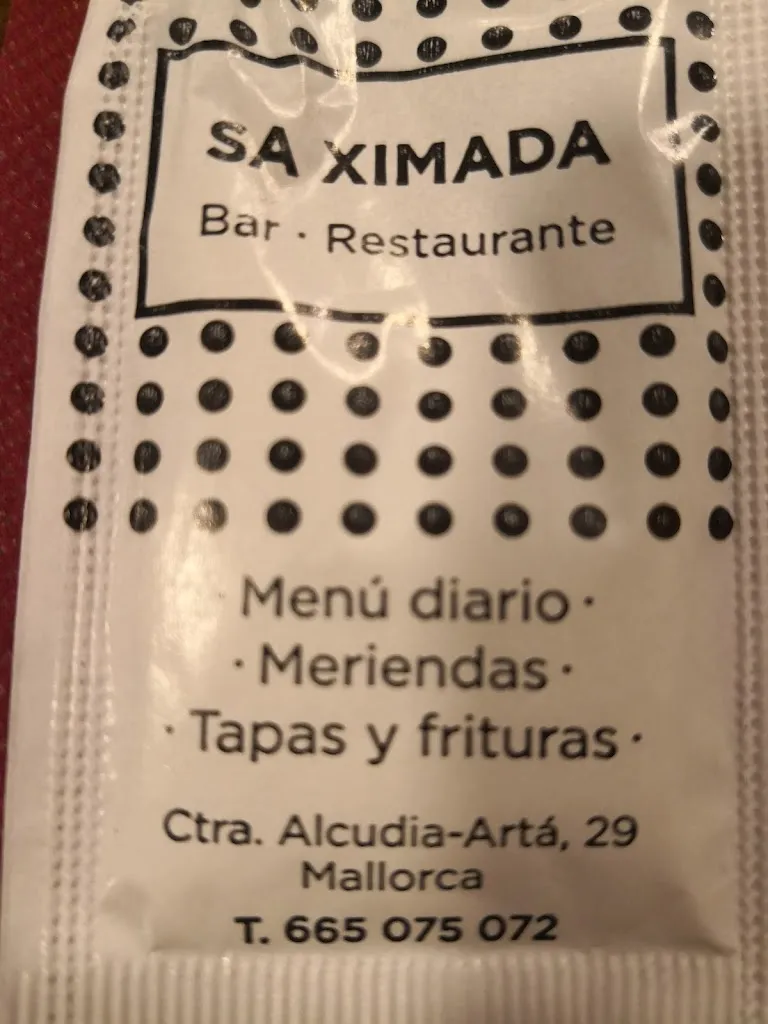 SA XIMADA
Bar · Restaurante
· Menú diario ·
· Meriendas ·
· Tapas y frituras ·
Ctra. Alcudia-Artá, 29
Mallorca
T. 665 075 072